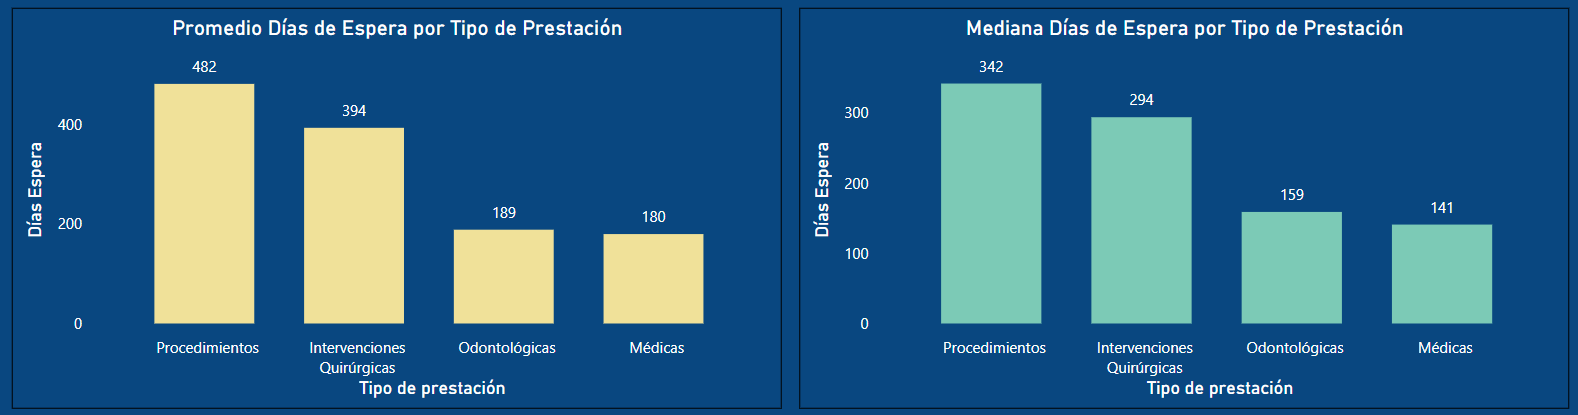 Promedio Días de Espera por Tipo de Prestación
482
394
189
180
400
200
0
Días Espera
Procedimientos
Intervenciones
Quirúrgicas
Odontológicas
Médicas
Tipo de prestación
Mediana Días de Espera por Tipo de Prestación
342
294
159
141
300
200
100
0
Días Espera
Procedimientos
Intervenciones
Quirúrgicas
Odontológicas
Médicas
Tipo de prestación